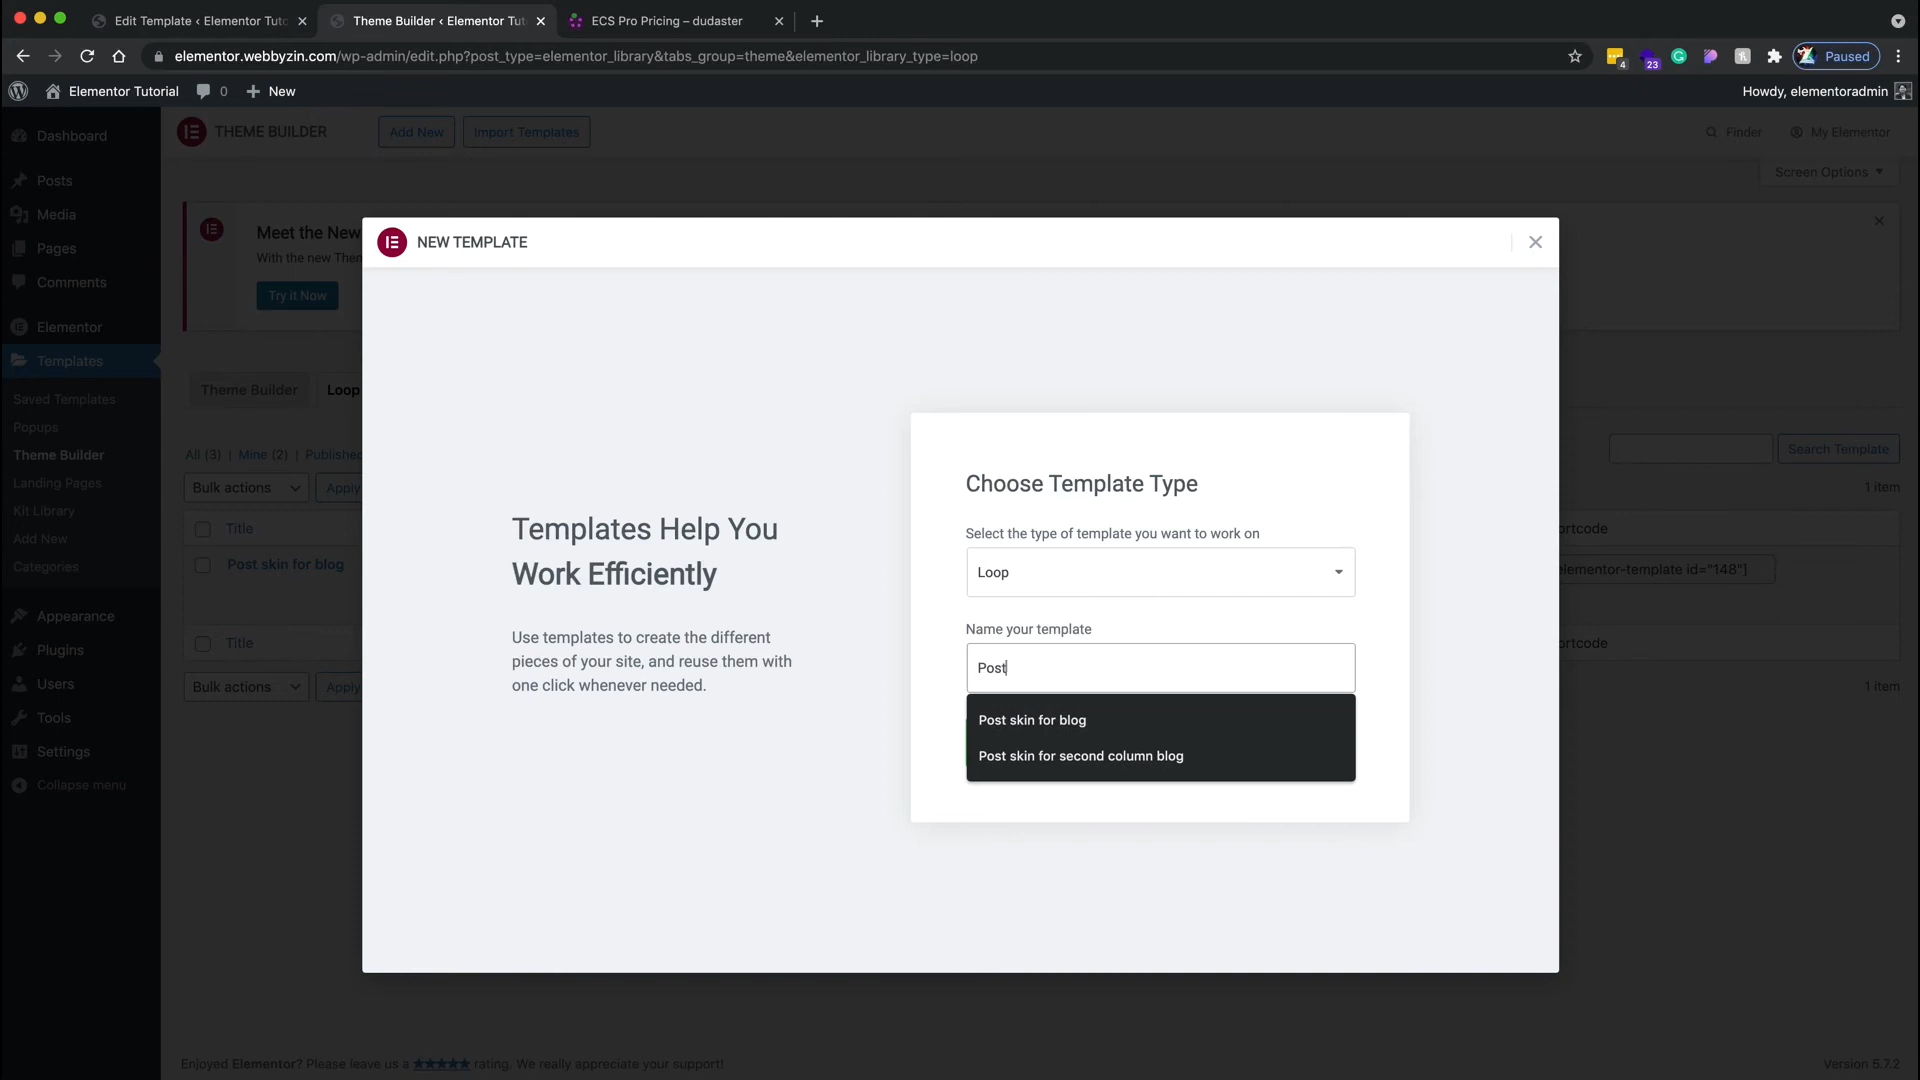 Edit Template ‹ Elementor Tuto
Theme Builder ‹ Elementor Tut
ECS Pro Pricing – dudaster
elementor.webbyzin.com/wp-admin/edit.php?post_type=elementor_library&tabs_group=theme&elementor_library_type=loop
4
23
Paused
Elementor Tutorial
0
New
Howdy, elementoradmin
Dashboard
Posts
Media
Pages
Comments
Elementor
Templates
Saved Templates
Popups
Theme Builder
Landing Pages
Kit Library
Add New
Categories
Appearance
Plugins
Users
Tools
Settings
Collapse menu
THEME BUILDER
Add New
Import Templates
Finder
My Elementor
Screen Options
Meet the New
With the new Then
Try it Now
Theme Builder
Loop
All (3) | Mine (2) | Published
Search Template
Bulk actions
Apply
1 item
Title
ortcode
Post skin for blog
elementor-template id="148"]
Title
ortcode
Bulk actions
Apply
1 item
NEW TEMPLATE
Templates Help You
Work Efficiently
Use templates to create the different
pieces of your site, and reuse them with
one click whenever needed.
Choose Template Type
Select the type of template you want to work on
Loop
Name your template
Post
Post skin for blog
Post skin for second column blog
Enjoyed Elementor? Please leave us a ★★★★★ rating. We really appreciate your support!
Version 5.7.2